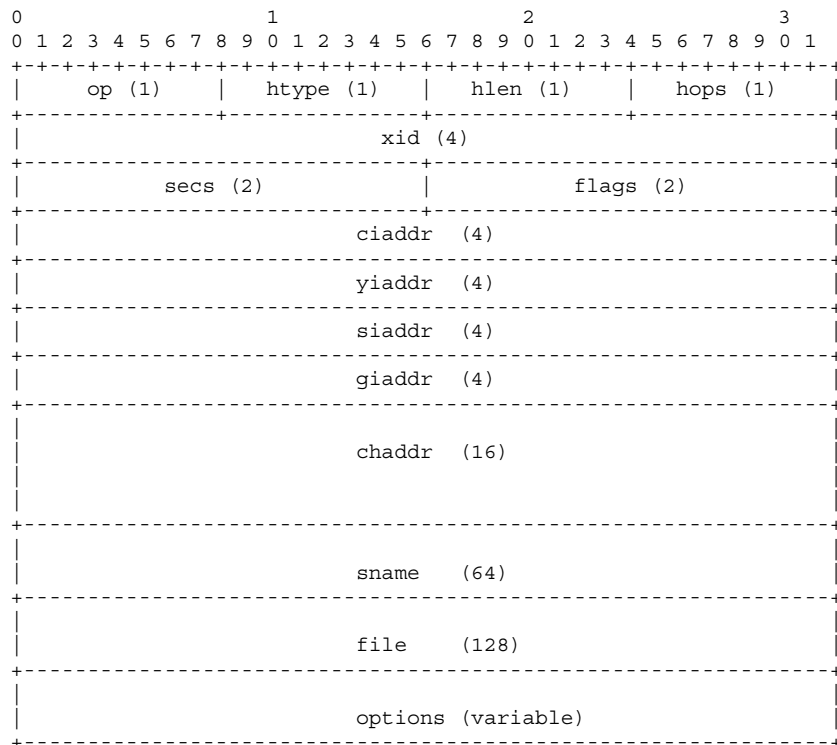 0                   1                   2                   3
0 1 2 3 4 5 6 7 8 9 0 1 2 3 4 5 6 7 8 9 0 1 2 3 4 5 6 7 8 9 0 1
op (1) | htype (1) | hlen (1) | hops (1)
xid (4)
secs (2) | flags (2)
ciaddr (4)
yiaddr (4)
siaddr (4)
giaddr (4)
chaddr (16)
sname (64)
file (128)
options (variable)